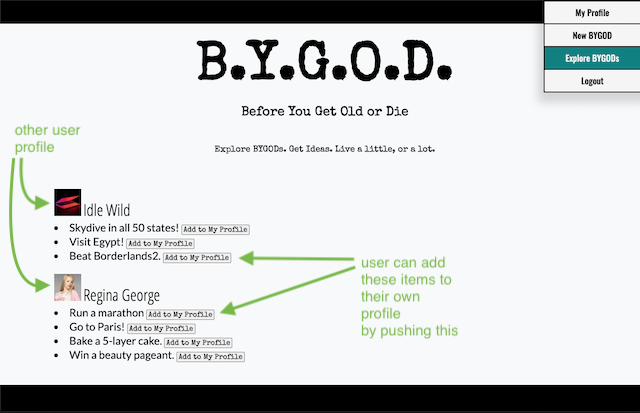 My Profile
New BYGOD
Explore BYGODs
Logout
B.Y.G.O.D.
Before You Get Old or Die
Explore BYGODs. Get Ideas. Live a little, or a lot.
other user
profile
Idle Wild
Skydive in all 50 states! Add to My Profile
Visit Egypt! Add to My Profile
Beat Borderlands2. Add to My Profile
Regina George
Run a marathon Add to My Profile
Go to Paris! Add to My Profile
Bake a 5-layer cake. Add to My Profile
Win a beauty pageant. Add to My Profile
user can add
these items to
their own
profile
by pushing this